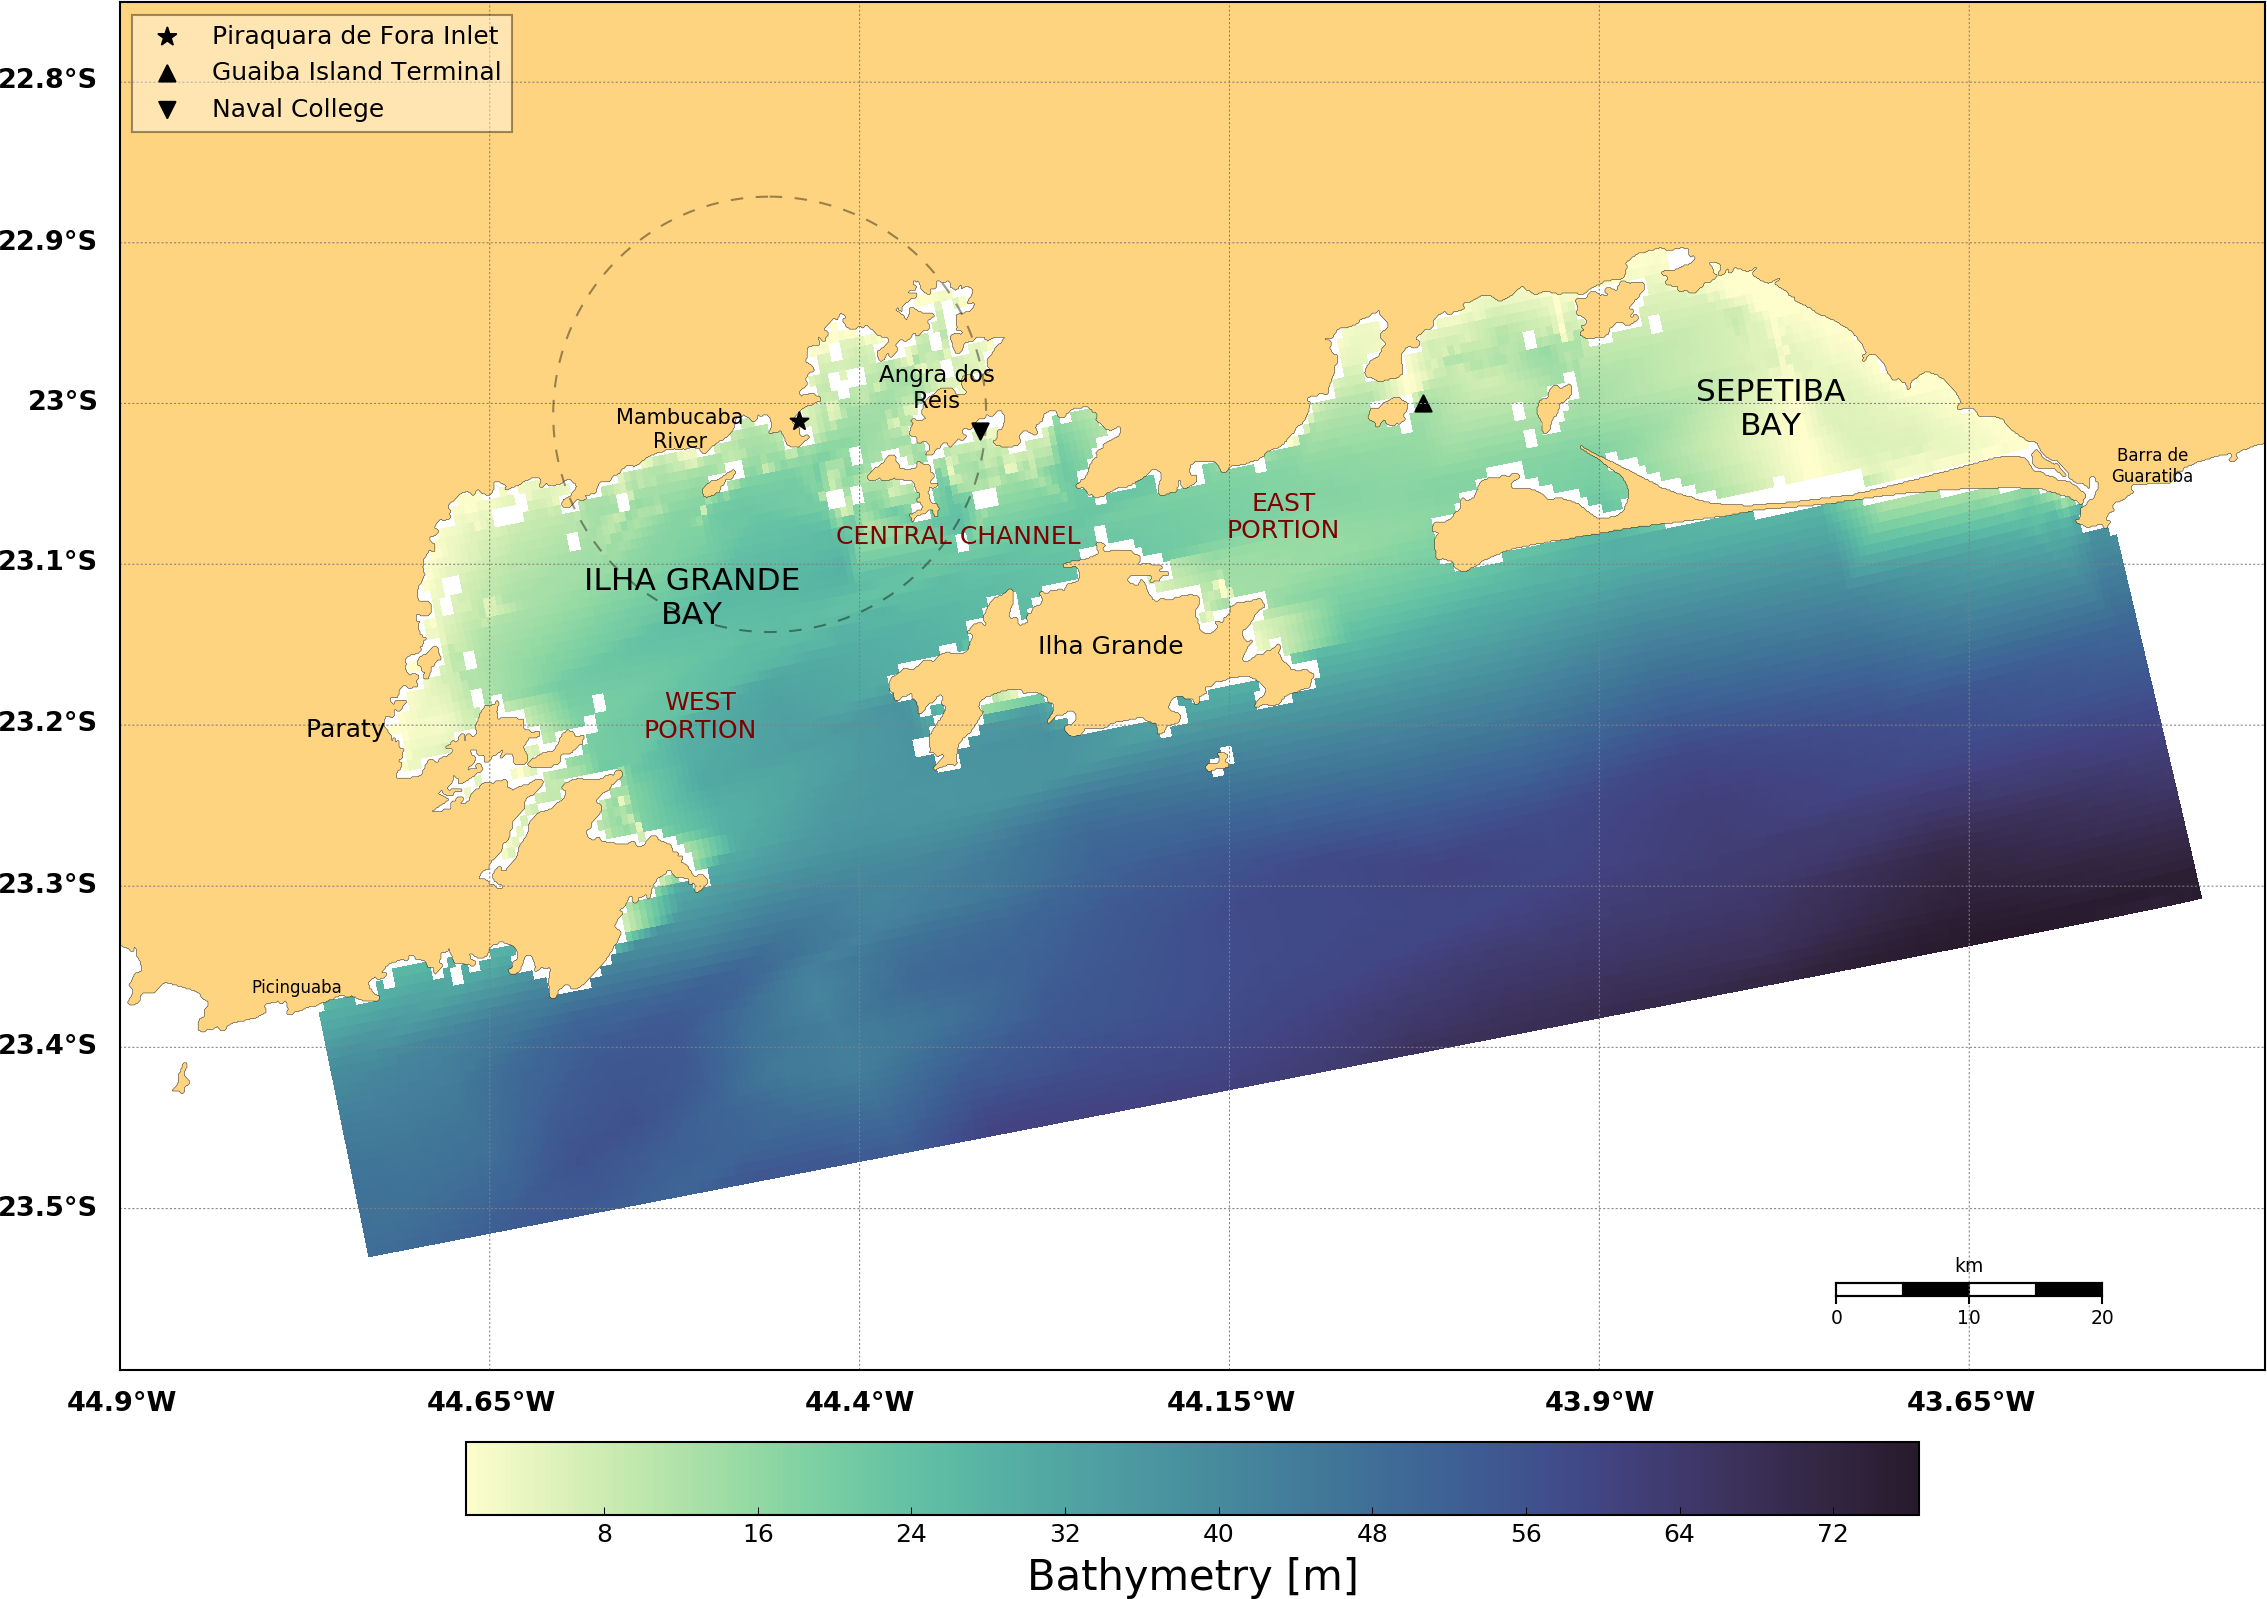 Piraquara de Fora Inlet
Guaiba Island Terminal
Naval College
22.8°S
22.9°S
23°S
23.1°S
23.2°S
23.3°S
23.4°S
23.5°S
Angra dos
Reis
Mambucaba
River
SEPETIBA
BAY
Barra de
Guaratiba
EAST
PORTION
CENTRAL CHANNEL
ILHA GRANDE
BAY
Ilha Grande
WEST
PORTION
Paraty
Picinguaba
km
0 10 20
44.9°W 44.65°W 44.4°W 44.15°W 43.9°W 43.65°W
8 16 24 32 40 48 56 64 72
Bathymetry [m]